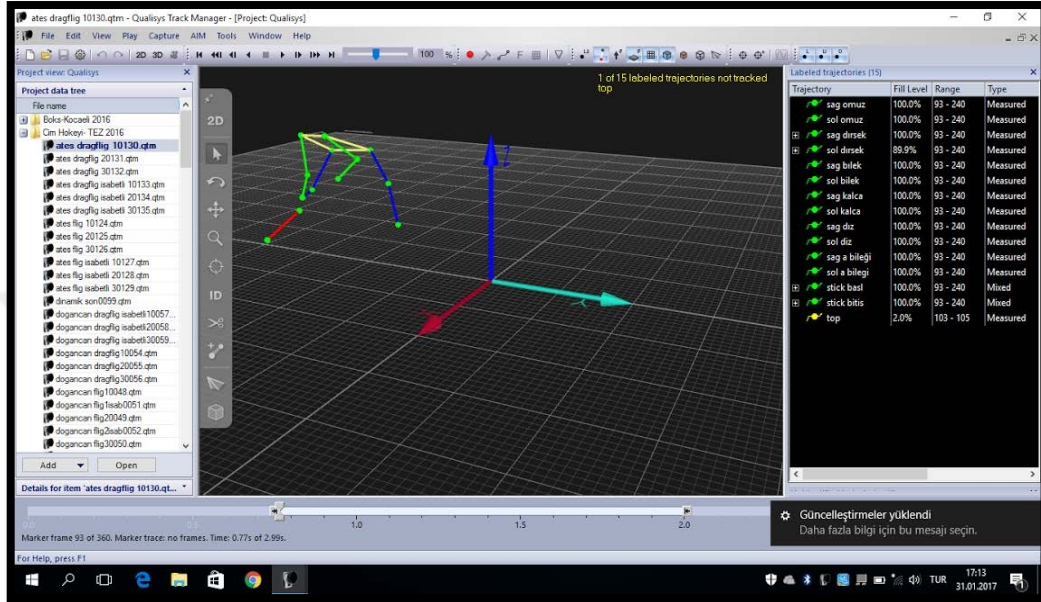 ates dragflig 10130.qtm - Qualisys Track Manager - [Project: Qualisys]
File Edit View Play Capture AIM Tools Window Help
2D 3D 100 % F
Project view: Qualisys
Project data tree
File name
Boks-Kocaeli 2016
Cim Hokeyi- TEZ 2016
ates dragflig 10130.qtm
ates dragflig 20131.qtm
ates dragflig 30132.qtm
ates dragflig isabetli 10133.qtm
ates dragflig isabetli 20134.qtm
ates dragflig isabetli 30135.qtm
ates flig 10124.qtm
ates flig 20125.qtm
ates flig 30126.qtm
ates flig isabetli 10127.qtm
ates flig isabetli 20128.qtm
ates flig isabetli 30129.qtm
dinamik son0099.qtm
dogancan dragflig isabetli10057...
dogancan dragflig isabetli20058...
dogancan dragflig isabetli30059...
dogancan dragflig10054.qtm
dogancan dragflig20055.qtm
dogancan dragflig30056.qtm
dogancan flig10048.qtm
dogancan flig1isab0051.qtm
dogancan flig20049.qtm
dogancan flig2isab0052.qtm
dogancan flig30050.qtm
Add Open
Details for item 'ates dragflig 10130.qt...
2D
ID
1 of 15 labeled trajectories not tracked
top
Z
Labeled trajectories (15)
Trajectory Fill Level Range Type
sag omuz 100.0% 93 - 240 Measured
sol omuz 100.0% 93 - 240 Measured
sag dırsek 100.0% 93 - 240 Measured
sol dırsek 89.9% 93 - 240 Measured
sag bılek 100.0% 93 - 240 Measured
sol bilek 100.0% 93 - 240 Measured
sag kalca 100.0% 93 - 240 Measured
sol kalca 100.0% 93 - 240 Measured
sag dız 100.0% 93 - 240 Measured
sol diz 100.0% 93 - 240 Measured
sag a bileği 100.0% 93 - 240 Measured
sol a bilegi 100.0% 93 - 240 Measured
stick basl 100.0% 93 - 240 Mixed
stick bitis 100.0% 93 - 240 Mixed
top 2.0% 103 - 105 Measured
0.0 0.5 1.0 1.5 2.0
Marker frame 93 of 360. Marker trace: no frames. Time: 0.77s of 2.99s.
Güncelleştirmeler yüklendi
Daha fazla bilgi için bu mesajı seçin.
For Help, press F1
TUR 17:13
31.01.2017